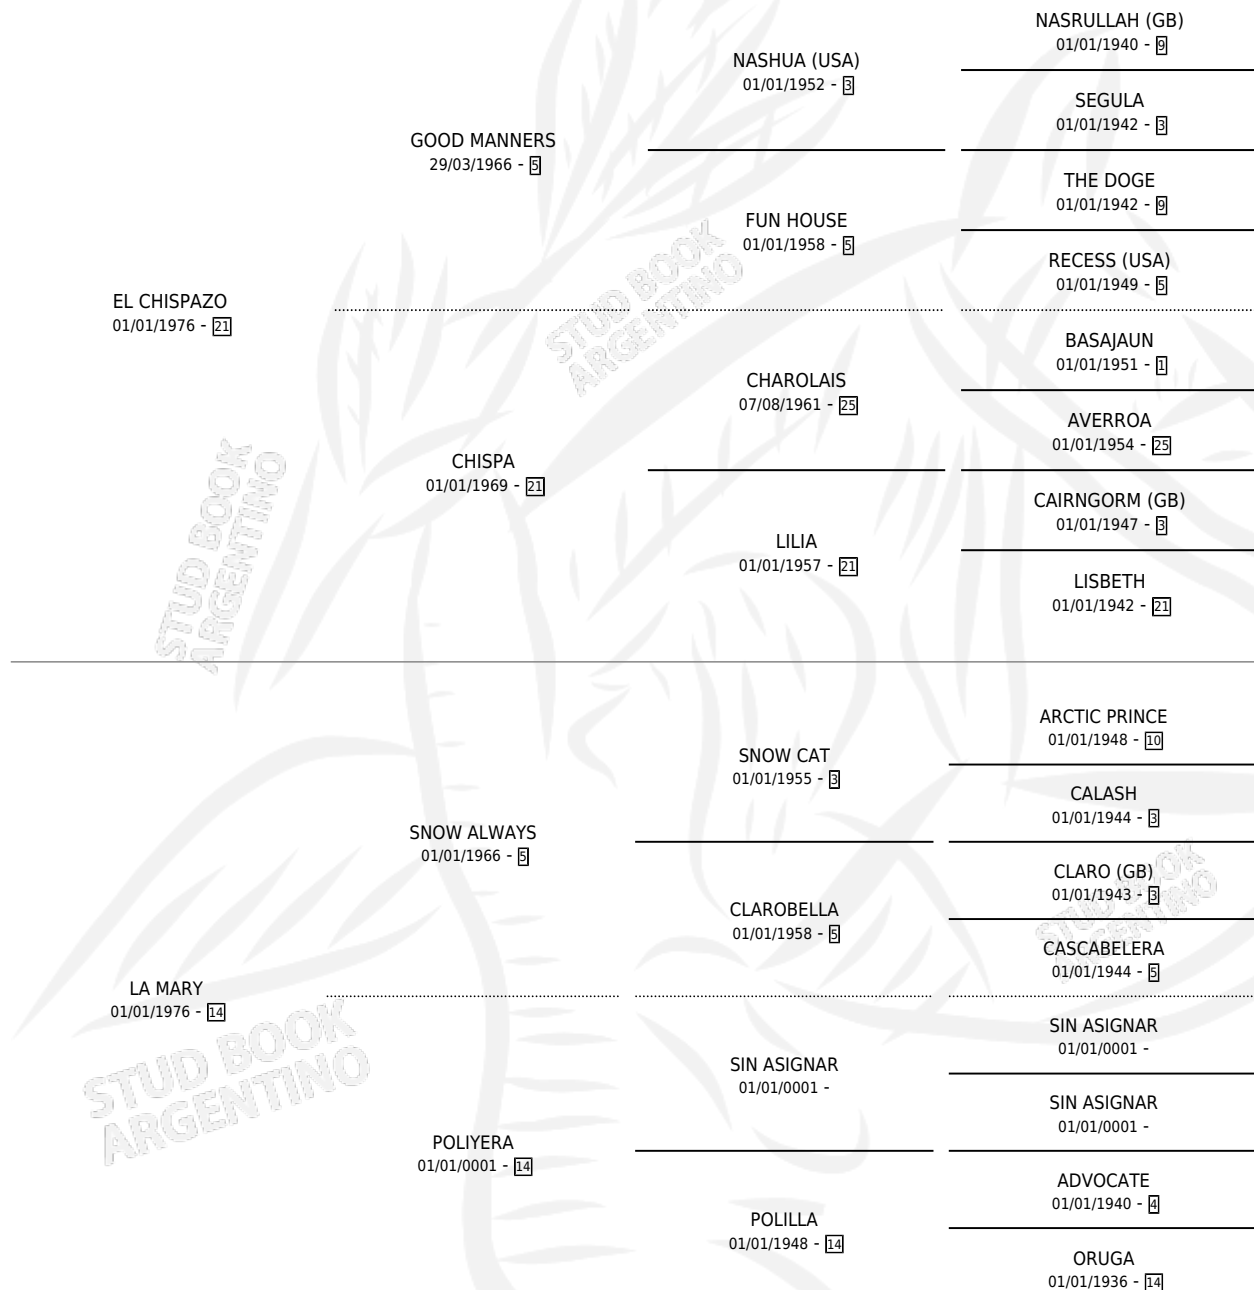 NASRULLAH (GB)
01/01/1940 - 9
NASHUA (USA)
01/01/1952 - 3
SEGULA
01/01/1942 - 3
GOOD MANNERS
29/03/1966 - 5
THE DOGE
01/01/1942 - 9
FUN HOUSE
01/01/1958 - 5
RECESS (USA)
01/01/1949 - 5
EL CHISPAZO
01/01/1976 - 21
BASAJAUN
01/01/1951 - 1
CHAROLAIS
07/08/1961 - 25
AVERROA
01/01/1954 - 25
CHISPA
01/01/1969 - 21
CAIRNGORM (GB)
01/01/1947 - 3
LILIA
01/01/1957 - 21
LISBETH
01/01/1942 - 21
ARCTIC PRINCE
01/01/1948 - 10
SNOW CAT
01/01/1955 - 3
CALASH
01/01/1944 - 3
SNOW ALWAYS
01/01/1966 - 5
CLARO (GB)
01/01/1943 - 3
CLAROBELLA
01/01/1958 - 5
CASCABELERA
01/01/1944 - 5
LA MARY
01/01/1976 - 14
SIN ASIGNAR
01/01/0001 -
SIN ASIGNAR
01/01/0001 -
SIN ASIGNAR
01/01/0001 -
POLIYERA
01/01/0001 - 14
ADVOCATE
01/01/1940 - 4
POLILLA
01/01/1948 - 14
ORUGA
01/01/1936 - 14
STUD BOOK
ARGENTINO
STUD BOOK
ARGENTINO
STUD BOOK
ARGENTINO
STUD BOOK
ARGENTINO